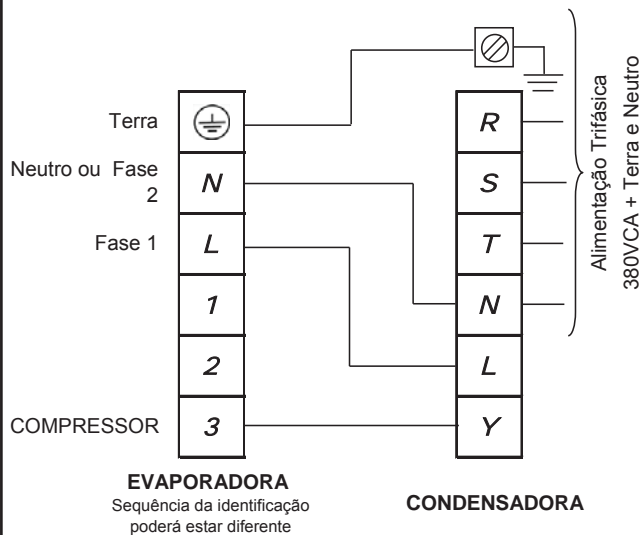 Terra
Neutro ou Fase
2
Fase 1
COMPRESSOR
N
L
1
2
3
EVAPORADORA
Sequência da identificação
poderá estar diferente
R
S
T
N
L
Y
CONDENSADORA
Alimentação Trifásica
380VCA + Terra e Neutro